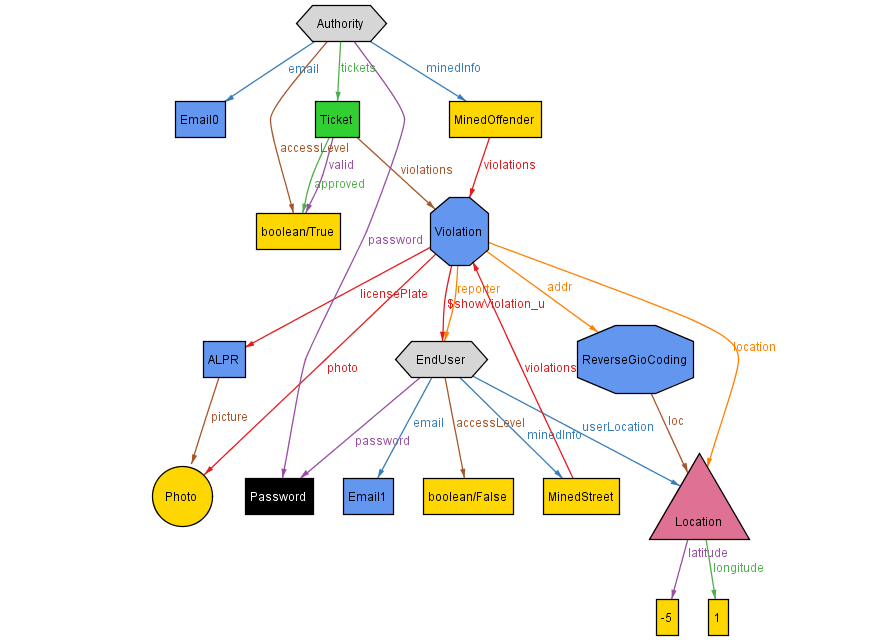 Authority
email
tickets
minedInfo
Email0
Ticket
MinedOffender
accessLevel
valid
violations
violations
approved
boolean/True
password
Violation
licensePlate
reporter
$showViolation_u
addr
location
ALPR
EndUser
ReverseGioCoding
photo
violations
picture
password
email
accessLevel
minedInfo
userLocation
loc
Photo
Password
Email1
boolean/False
MinedStreet
Location
latitude
longitude
-5
1